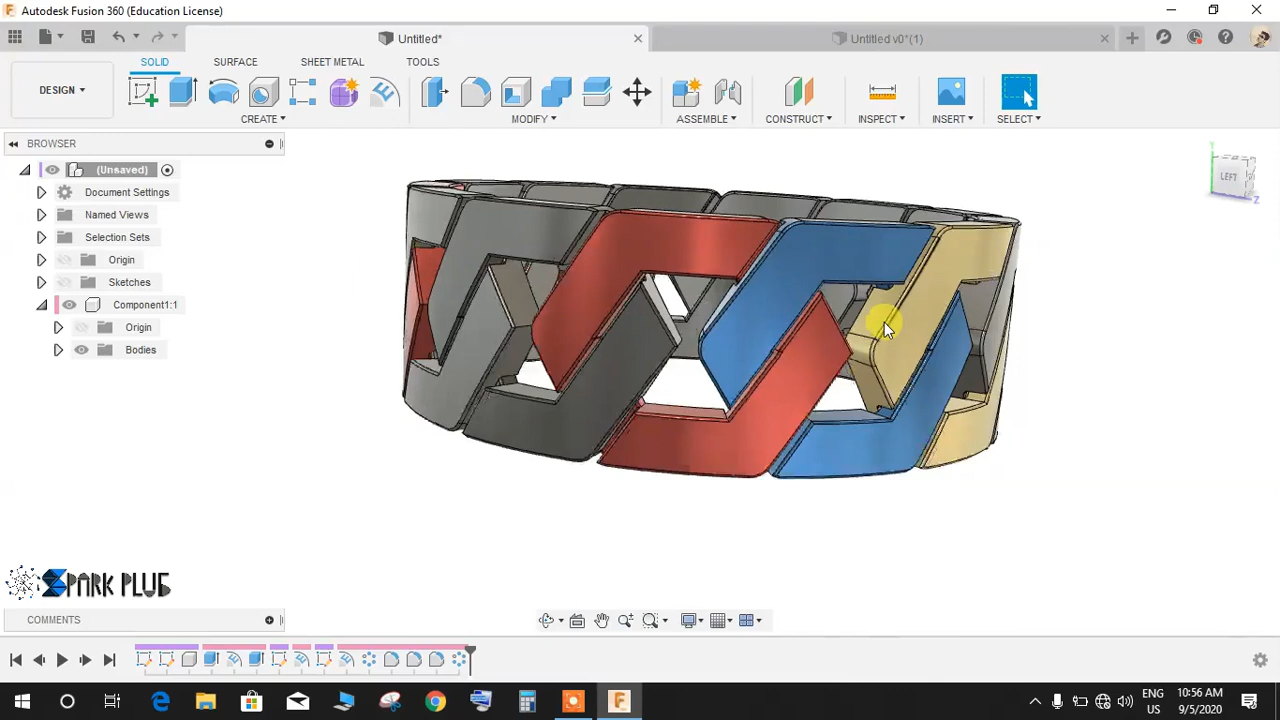 Autodesk Fusion 360 (Education License)
Untitled*
Untitled v0*(1)
SOLID
SURFACE
SHEET METAL
TOOLS
DESIGN
CREATE
MODIFY
ASSEMBLE
CONSTRUCT
INSPECT
INSERT
SELECT
BROWSER
(Unsaved)
Document Settings
Named Views
Selection Sets
Origin
Sketches
Component1:1
Origin
Bodies
LEFT
Y
Z
SPARK PLUG
COMMENTS
ENG
US
10:56 AM
9/5/2020